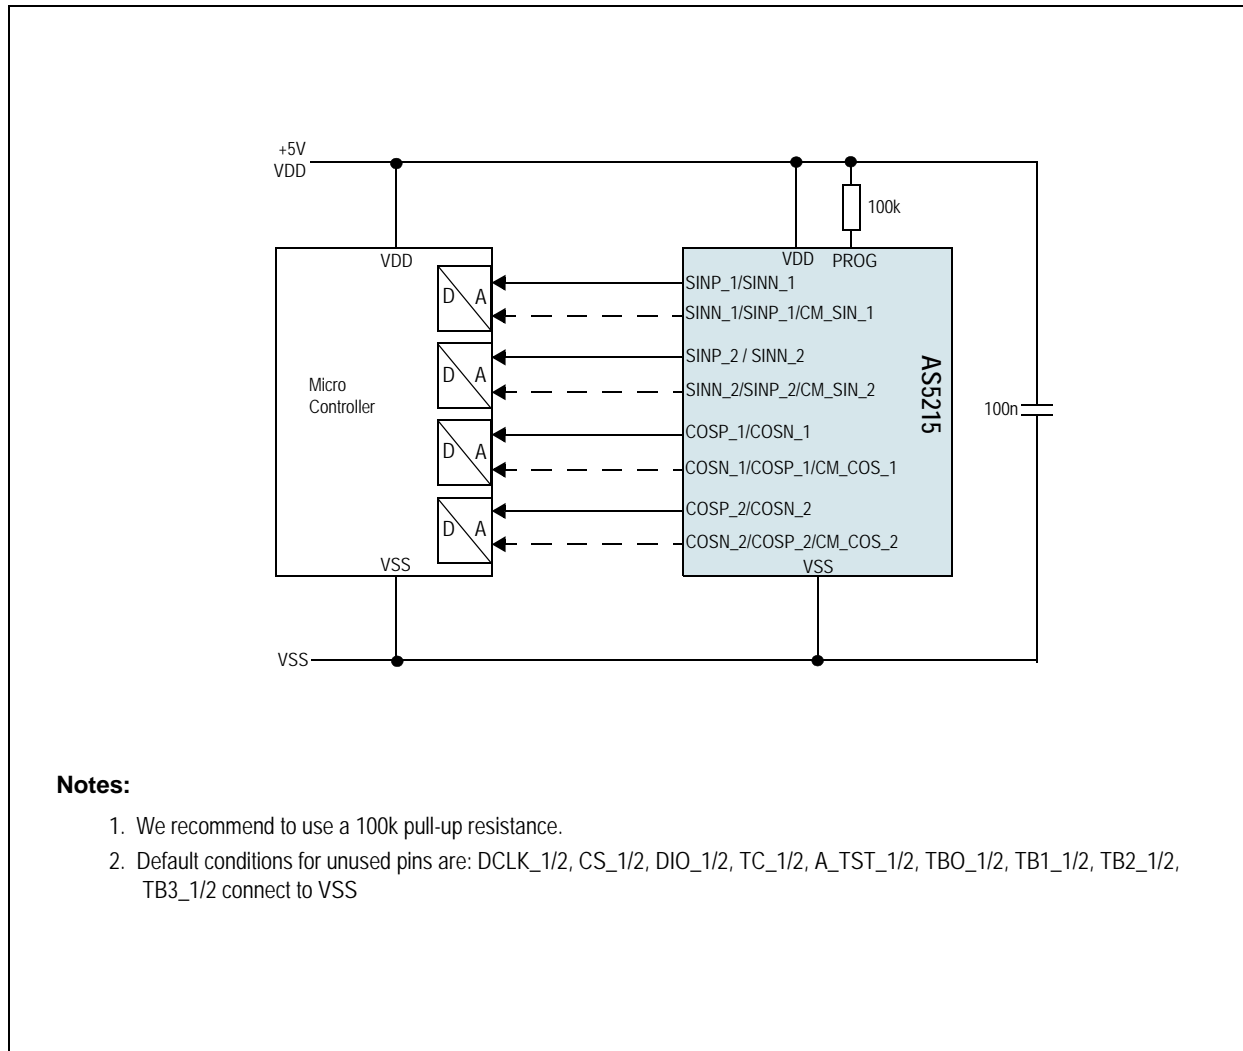 +5V
VDD
100k
VDD
VDD PROG
D A
SINP_1/SINN_1
SINN_1/SINP_1/CM_SIN_1
D A
SINP_2 / SINN_2
SINN_2/SINP_2/CM_SIN_2
Micro
Controller
AS5215
100n
D A
COSP_1/COSN_1
COSN_1/COSP_1/CM_COS_1
D A
COSP_2/COSN_2
COSN_2/COSP_2/CM_COS_2
VSS
VSS
VSS
Notes:
1. We recommend to use a 100k pull-up resistance.
2. Default conditions for unused pins are: DCLK_1/2, CS_1/2, DIO_1/2, TC_1/2, A_TST_1/2, TBO_1/2, TB1_1/2, TB2_1/2,
TB3_1/2 connect to VSS